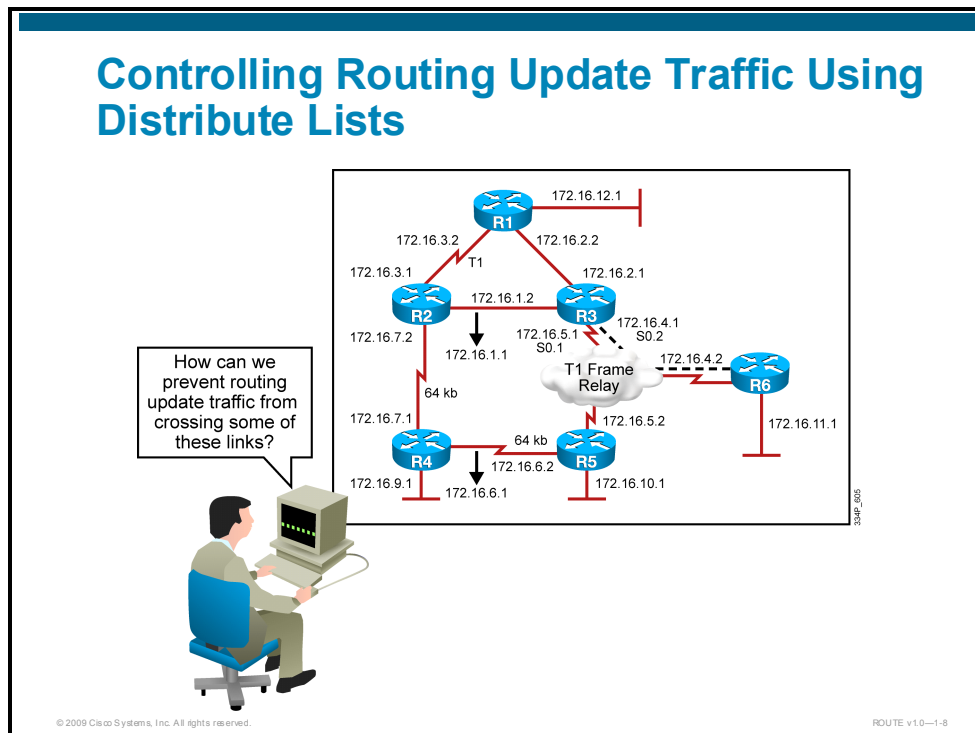 Controlling Routing Update Traffic Using
Distribute Lists
172.16.12.1
R1
172.16.3.2
172.16.2.2
T1
172.16.3.1
172.16.2.1
R2
172.16.1.2
R3
172.16.7.2
172.16.1.1
172.16.5.1
S0.1
172.16.4.1
S0.2
T1 Frame
Relay
172.16.4.2
R6
How can we
prevent routing
update traffic from
crossing some of
these links?
64 kb
172.16.11.1
172.16.7.1
64 kb
172.16.5.2
R4
172.16.6.2
R5
172.16.9.1
172.16.6.1
172.16.10.1
334P_605
© 2009 Cisco Systems, Inc. All rights reserved.
ROUTE v1.0—1-8